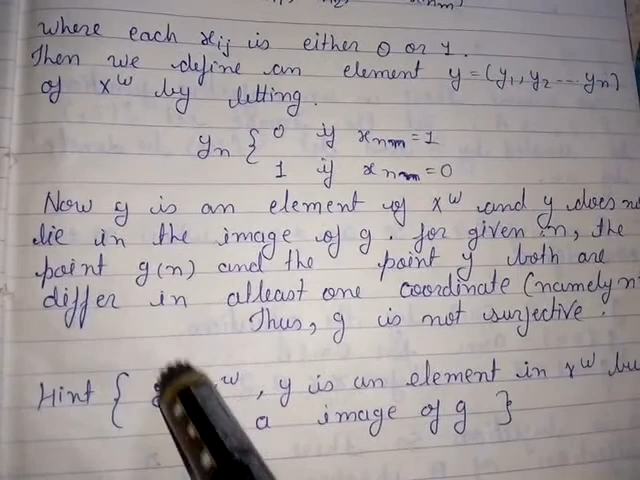 where each xij is either 0 or 1.
Then we define an element y = (y1, y2 .... yn)
of X^w by letting.
yn { 0 if xnm = 1
1 if xnm = 0
Now y is an element of X^w and y does
lie in the image of g. for given n, the
point g(n) and the point y both are
differ in atleast one coordinate (namely n
Thus, g is not surjective.
Hint { w, y is an element in X^w
a image of g }